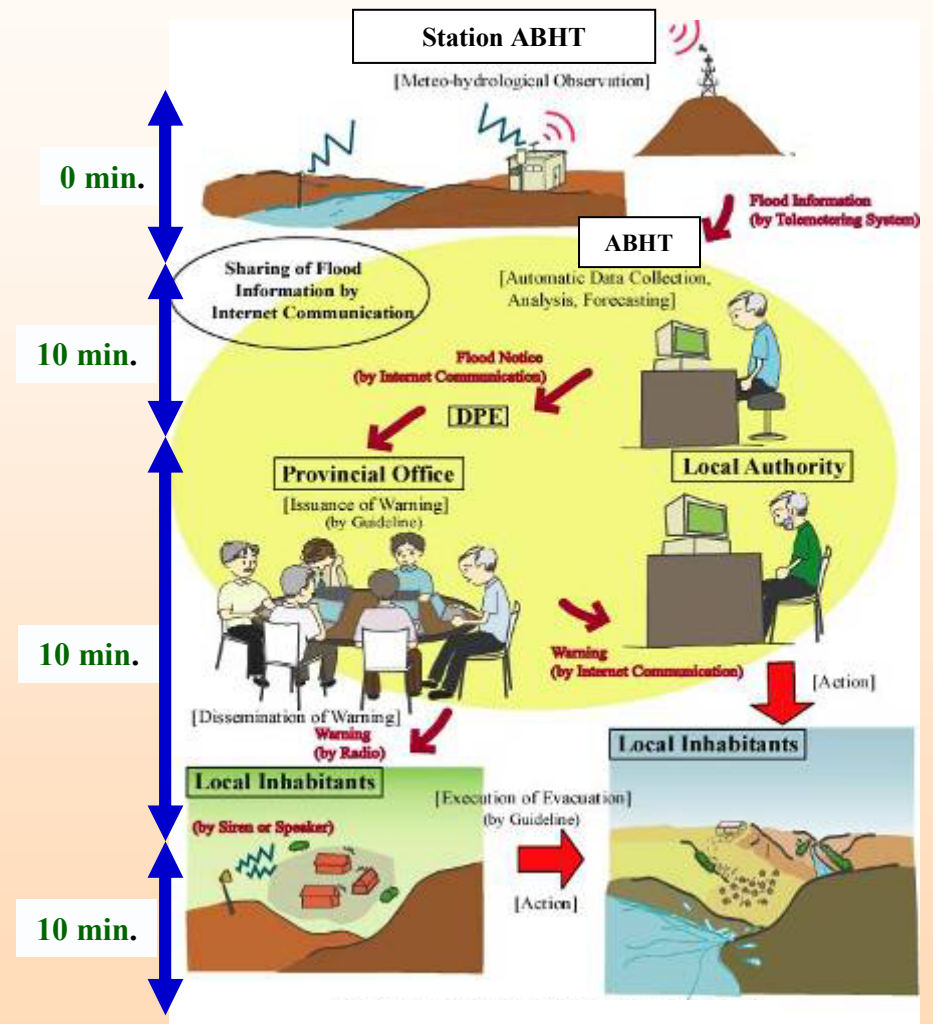 Station ABHT
[Meteo-hydrological Observation]
0 min.
Flood Information
(by Telemetering System)
ABHT
Sharing of Flood
Information by
Internet Communication
[Automatic Data Collection,
Analysis, Forecasting]
10 min.
Flood Notice
(by Internet Communication)
[DPE]
Provincial Office
Local Authority
[Issuance of Warning]
(by Guideline)
10 min.
Warning
(by Internet Communication)
[Action]
[Dissemination of Warning]
Warning
(by Radio)
Local Inhabitants
Local Inhabitants
[Execution of Evacuation]
(by Guideline)
(by Siren or Speaker)
[Action]
10 min.